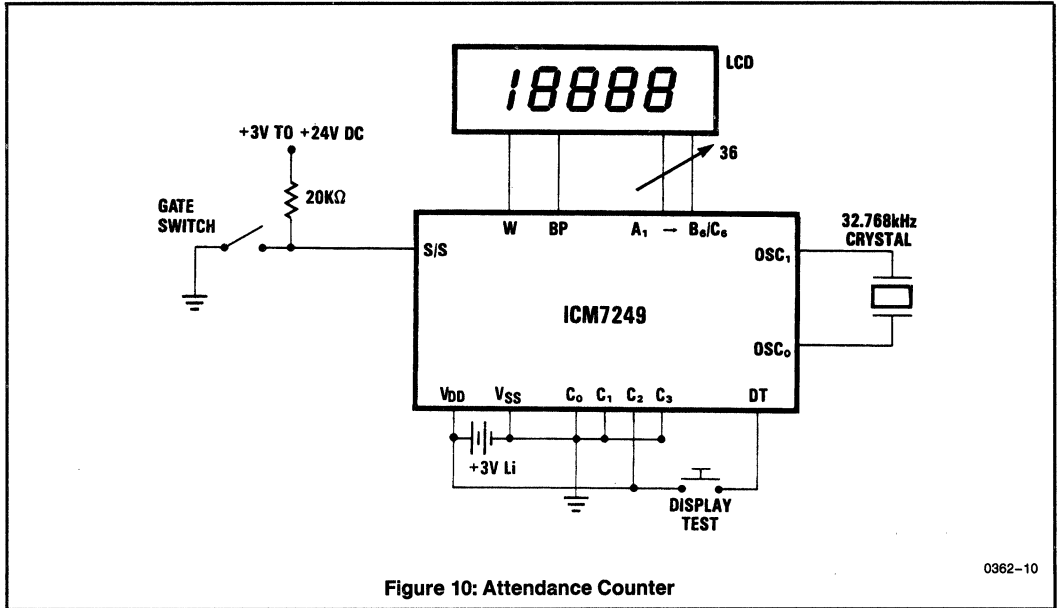 LCD
18888
+3V TO +24V DC
36
20KΩ
GATE
SWITCH
W BP A₁ → B₆/C₆
32.768kHz
CRYSTAL
S/S
OSC₁
ICM7249
OSC₀
VDD VSS C₀ C₁ C₂ C₃ DT
+3V Li
DISPLAY
TEST
0362-10
Figure 10: Attendance Counter